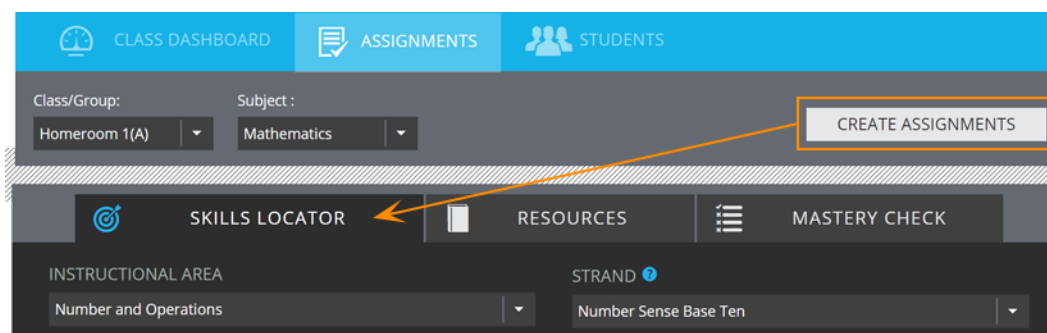 CLASS DASHBOARD
ASSIGNMENTS
STUDENTS
Class/Group:
Subject :
Homeroom 1(A)
Mathematics
CREATE ASSIGNMENTS
SKILLS LOCATOR
RESOURCES
MASTERY CHECK
INSTRUCTIONAL AREA
STRAND ?
Number and Operations
Number Sense Base Ten